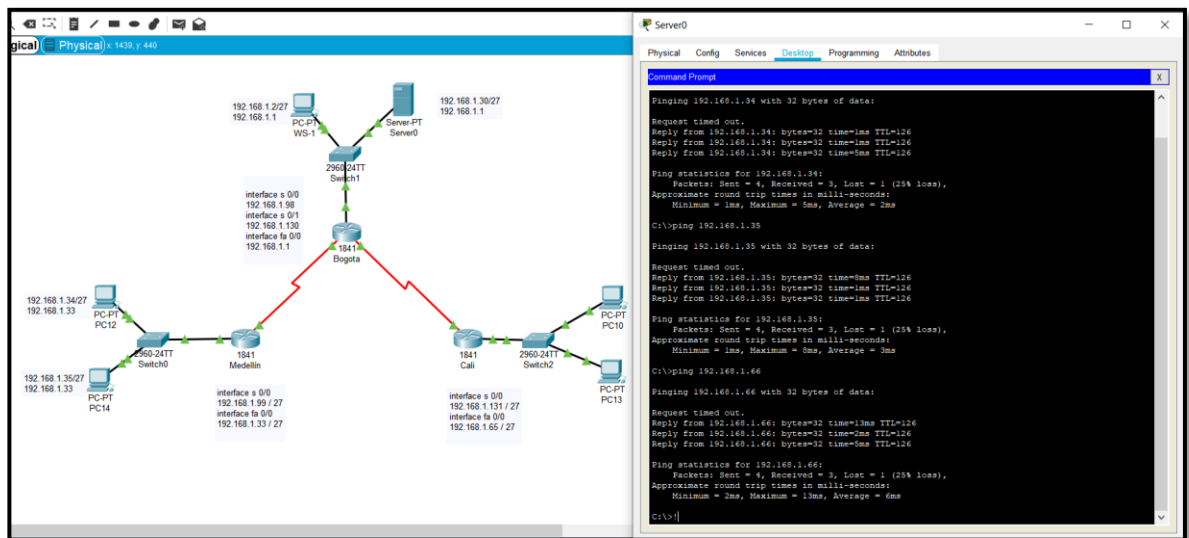 gical) Physical x: 1439, y: 440
192.168.1.2/27
192.168.1.1
PC-PT
WS-1
192.168.1.30/27
192.168.1.1
Server-PT
Server0
2960-24TT
Switch1
interface s 0/0
192.168.1.98
interface s 0/1
192.168.1.130
interface fa 0/0
192.168.1.1
1841
Bogota
192.168.1.34/27
192.168.1.33
PC-PT
PC12
2960-24TT
Switch0
192.168.1.35/27
192.168.1.33
PC-PT
PC14
1841
Medellín
interface s 0/0
192.168.1.99 / 27
interface fa 0/0
192.168.1.33 / 27
1841
Cali
interface s 0/0
192.168.1.131 / 27
interface fa 0/0
192.168.1.65 / 27
2960-24TT
Switch2
PC-PT
PC10
PC-PT
PC13
Server0
Physical Config Services Desktop Programming Attributes
Command Prompt X
Pinging 192.168.1.34 with 32 bytes of data:
Request timed out.
Reply from 192.168.1.34: bytes=32 time=1ms TTL=126
Reply from 192.168.1.34: bytes=32 time=1ms TTL=126
Reply from 192.168.1.34: bytes=32 time=5ms TTL=126
Ping statistics for 192.168.1.34:
Packets: Sent = 4, Received = 3, Lost = 1 (25% loss),
Approximate round trip times in milli-seconds:
Minimum = 1ms, Maximum = 5ms, Average = 2ms
C:\>ping 192.168.1.35
Pinging 192.168.1.35 with 32 bytes of data:
Request timed out.
Reply from 192.168.1.35: bytes=32 time=8ms TTL=126
Reply from 192.168.1.35: bytes=32 time=1ms TTL=126
Reply from 192.168.1.35: bytes=32 time=1ms TTL=126
Ping statistics for 192.168.1.35:
Packets: Sent = 4, Received = 3, Lost = 1 (25% loss),
Approximate round trip times in milli-seconds:
Minimum = 1ms, Maximum = 8ms, Average = 3ms
C:\>ping 192.168.1.66
Pinging 192.168.1.66 with 32 bytes of data:
Request timed out.
Reply from 192.168.1.66: bytes=32 time=13ms TTL=126
Reply from 192.168.1.66: bytes=32 time=2ms TTL=126
Reply from 192.168.1.66: bytes=32 time=5ms TTL=126
Ping statistics for 192.168.1.66:
Packets: Sent = 4, Received = 3, Lost = 1 (25% loss),
Approximate round trip times in milli-seconds:
Minimum = 2ms, Maximum = 13ms, Average = 6ms
C:\>!